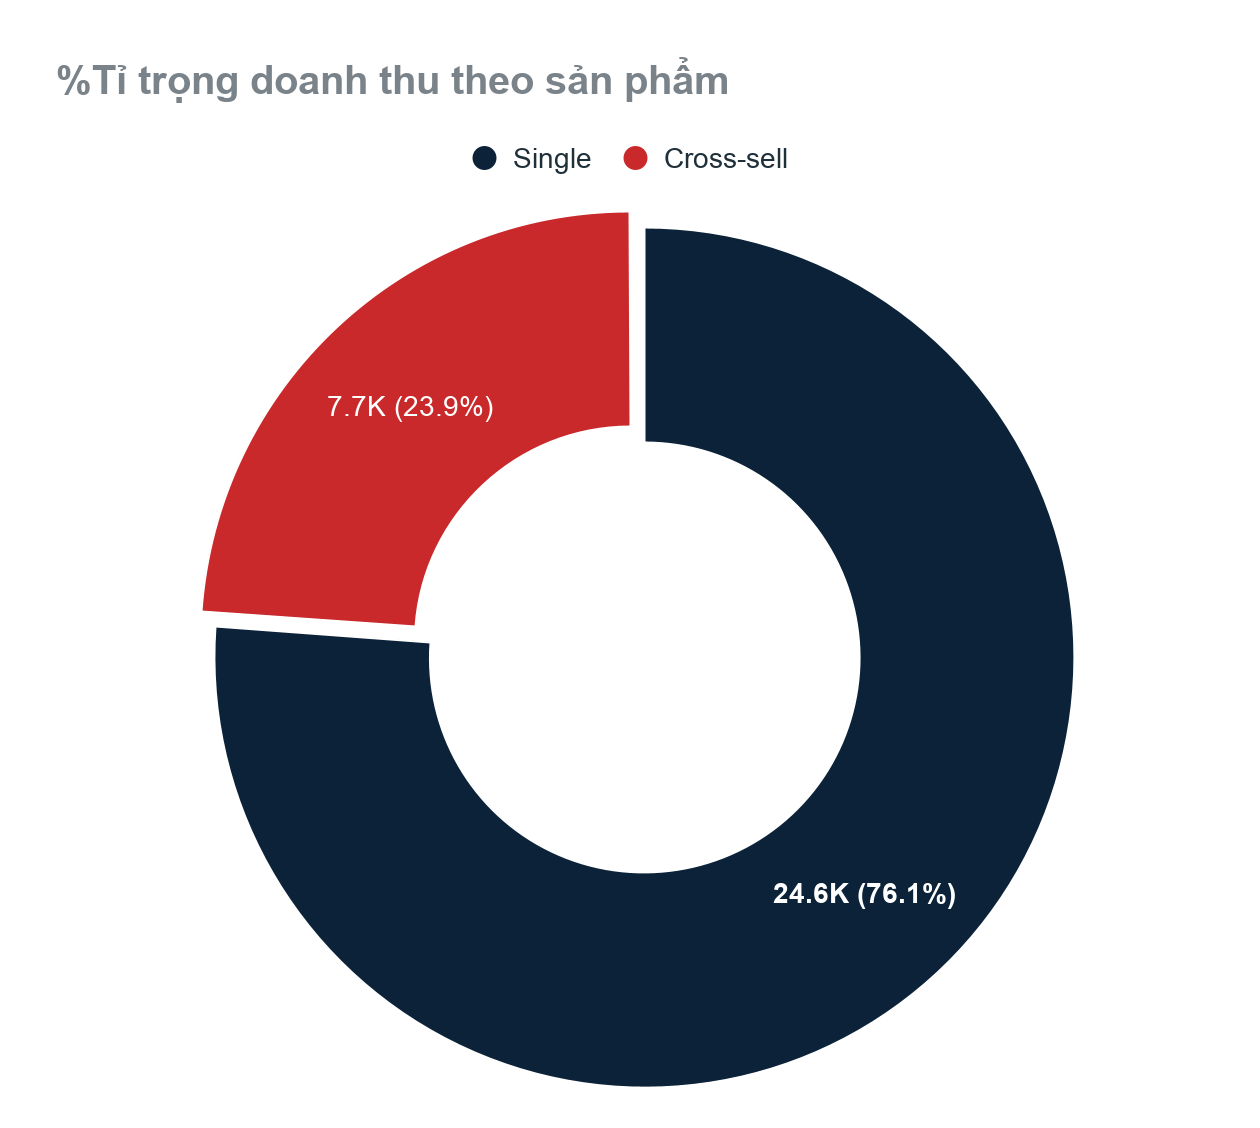 %Tỉ trọng doanh thu theo sản phẩm
Single Cross-sell
7.7K (23.9%)
24.6K (76.1%)